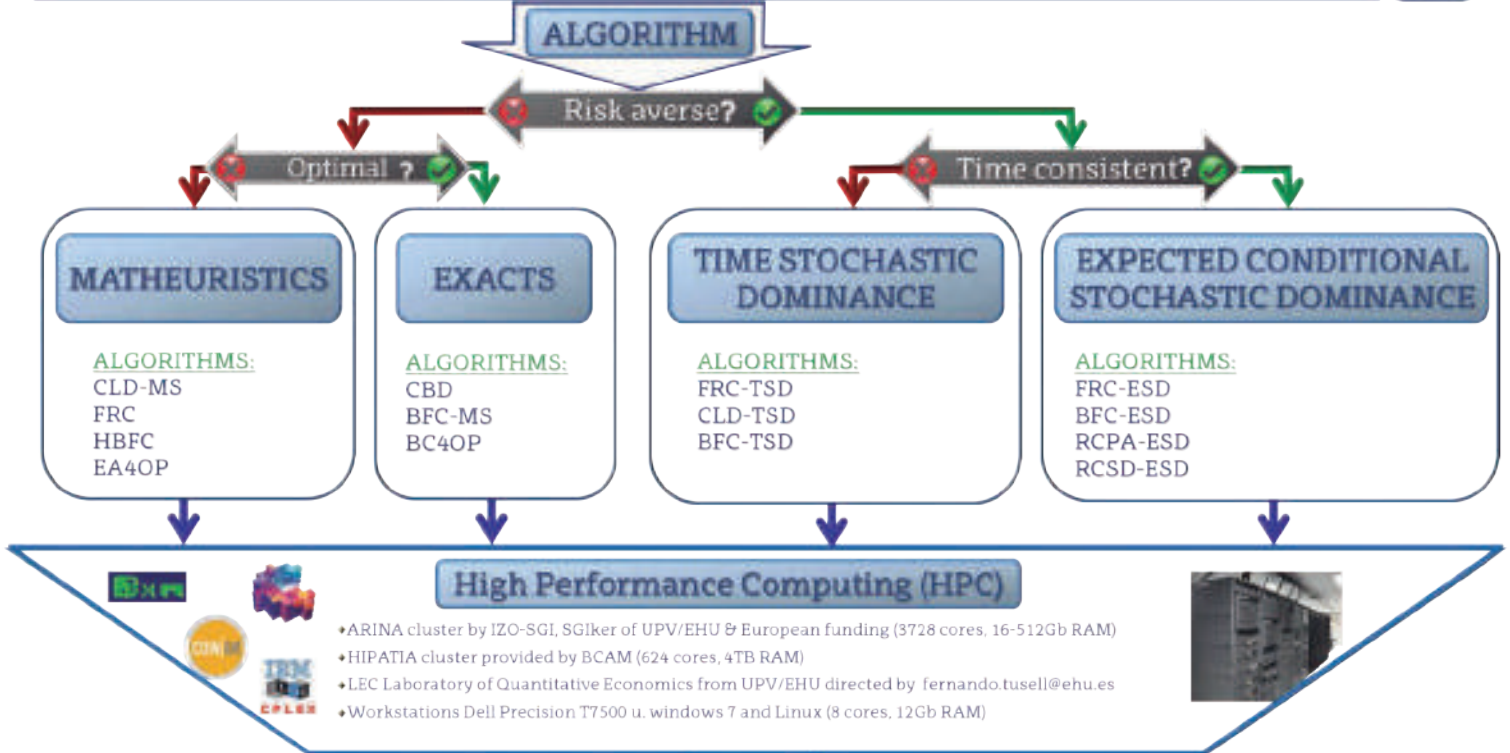 ALGORITHM
Risk averse?
Optimal ?
Time consistent?
MATHEURISTICS
ALGORITHMS:
CLD-MS
FRC
HBFC
EA4OP
EXACTS
ALGORITHMS:
CBD
BFC-MS
BC4OP
TIME STOCHASTIC
DOMINANCE
ALGORITHMS:
FRC-TSD
CLD-TSD
BFC-TSD
EXPECTED CONDITIONAL
STOCHASTIC DOMINANCE
ALGORITHMS:
FRC-ESD
BFC-ESD
RCPA-ESD
RCSD-ESD
High Performance Computing (HPC)
COIN|OR
IBM
CPLEX
ARINA cluster by IZO-SGI, SGIker of UPV/EHU & European funding (3728 cores, 16-512Gb RAM)
HIPATIA cluster provided by BCAM (624 cores, 4TB RAM)
LEC Laboratory of Quantitative Economics from UPV/EHU directed by fernando.tusell@ehu.es
Workstations Dell Precision T7500 u. windows 7 and Linux (8 cores, 12Gb RAM)